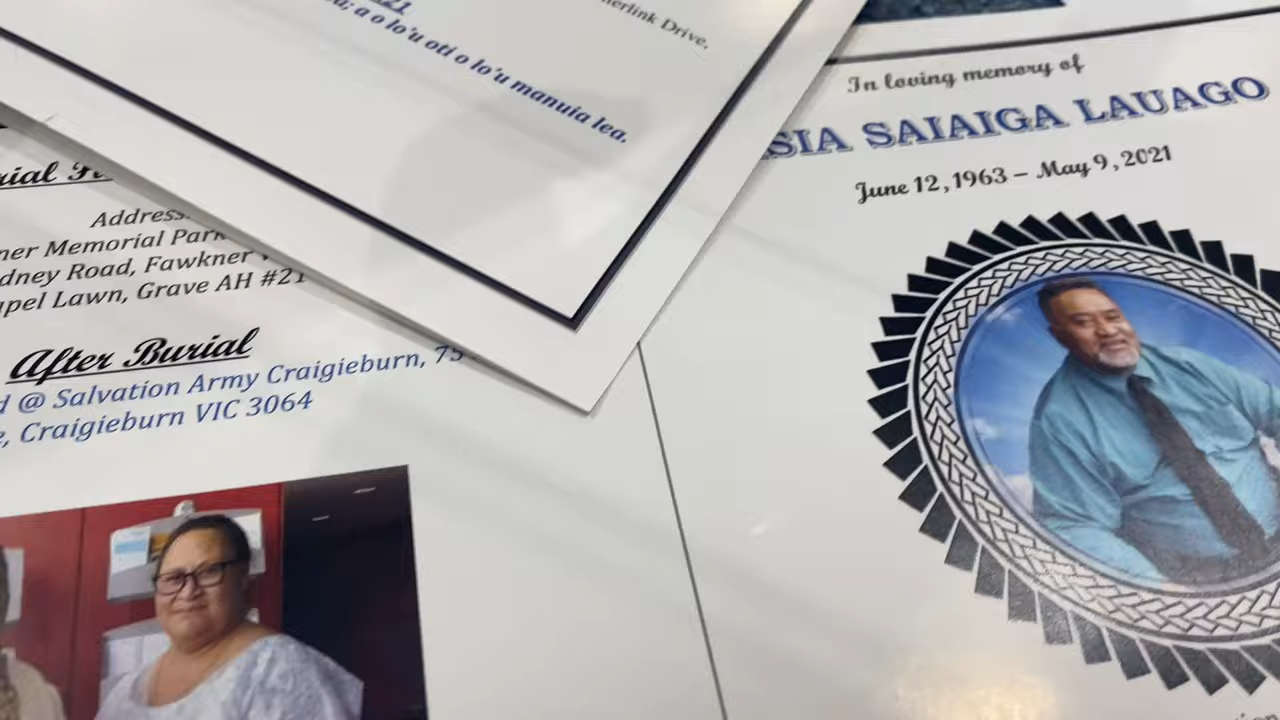 erlink Drive.
21
a o lo'u oti o lo'u manuia lea.
In loving memory of
SIA SAIAIGA LAUAGO
June 12, 1963 – May 9, 2021
rial
Address:
ner Memorial Park
dney Road, Fawkner
pel Lawn, Grave AH #21
After Burial
d @ Salvation Army Craigieburn, 75
e, Craigieburn VIC 3064